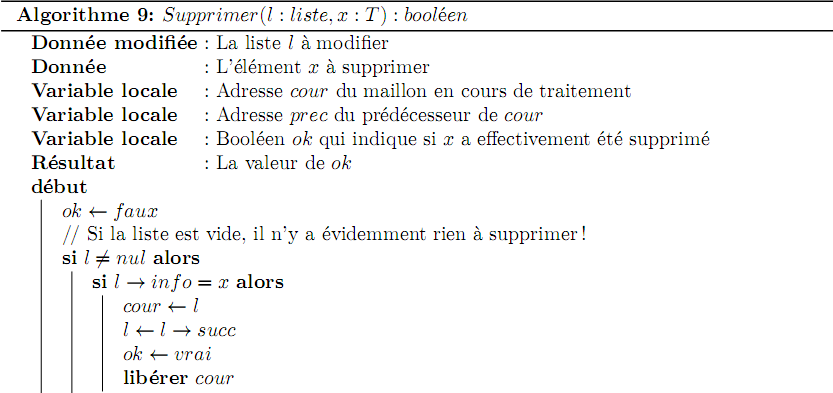 Algorithme 9: Supprimer(l : liste, x : T) : booléen
Donnée modifiée : La liste l à modifier
Donnée : L'élément x à supprimer
Variable locale : Adresse cour du maillon en cours de traitement
Variable locale : Adresse prec du prédécesseur de cour
Variable locale : Booléen ok qui indique si x a effectivement été supprimé
Résultat : La valeur de ok
début
ok ← faux
// Si la liste est vide, il n'y a évidemment rien à supprimer !
si l ≠ nul alors
si l → info = x alors
cour ← l
l ← l → succ
ok ← vrai
libérer cour